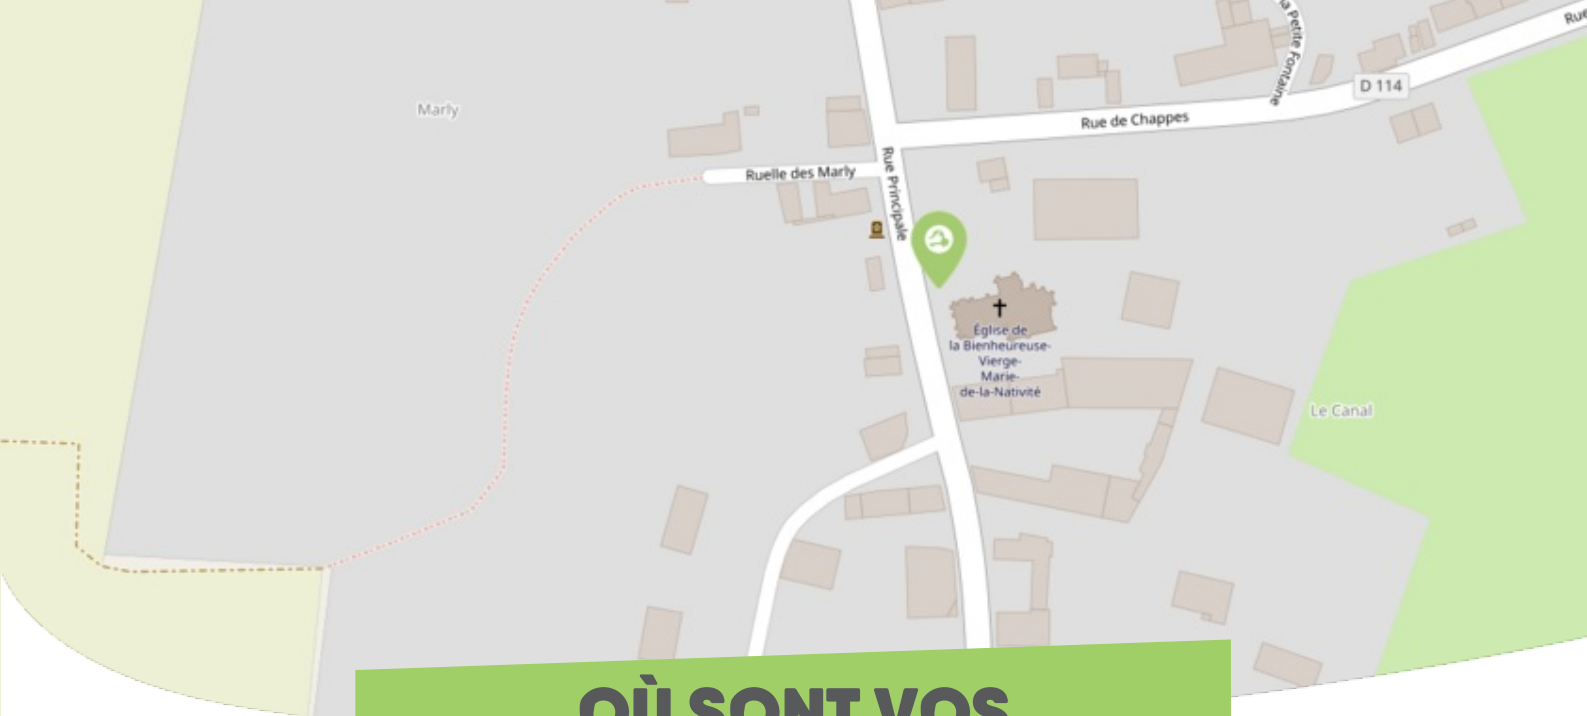 Rue
la Petite Fontaine
D 114
Marly
Rue de Chappes
Ruelle des Marly
Rue Principale
Église de
la Bienheureuse-
Vierge-
Marie-
de-la-Nativité
Le Canal
OÙ SONT VOS